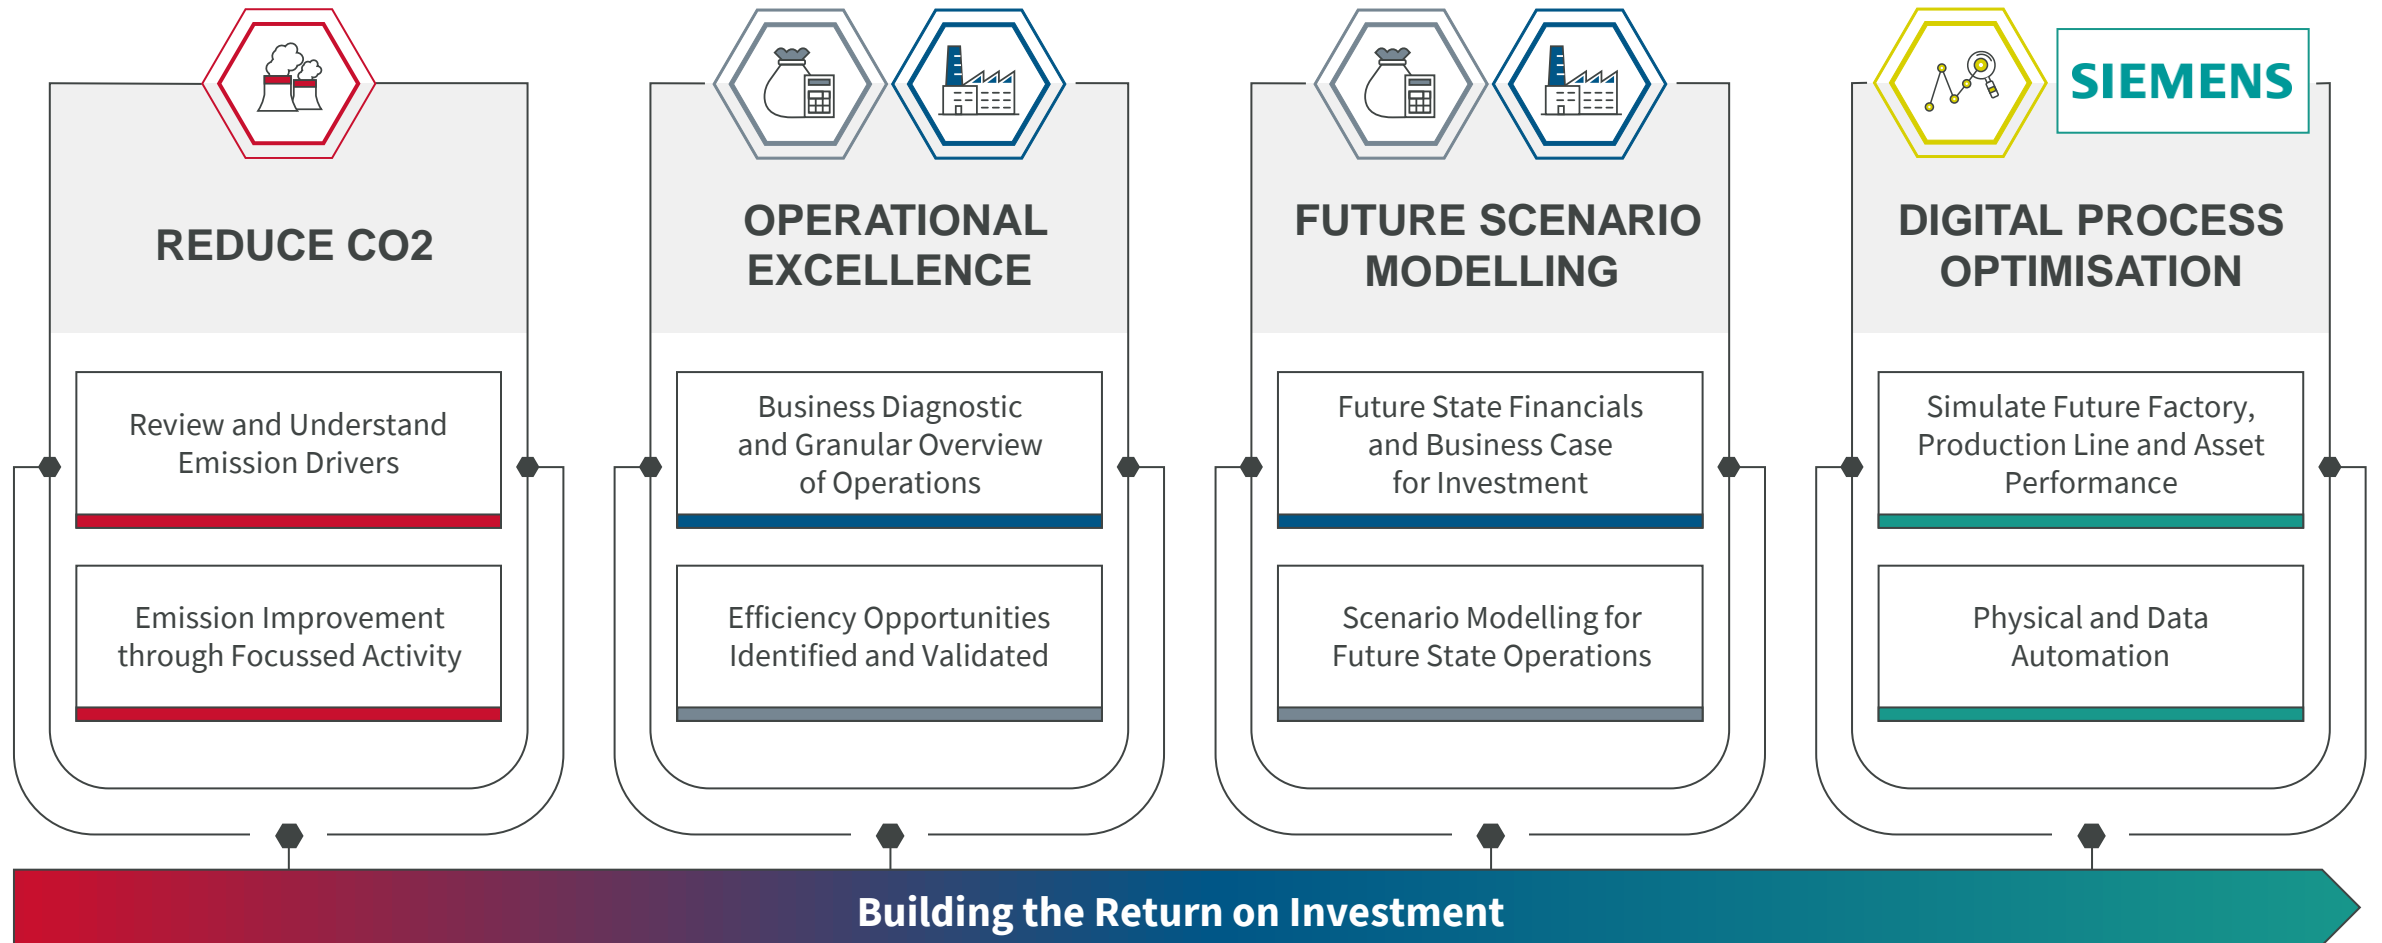 SIEMENS
REDUCE CO2
Review and Understand
Emission Drivers
Emission Improvement
through Focussed Activity
OPERATIONAL
EXCELLENCE
Business Diagnostic
and Granular Overview
of Operations
Efficiency Opportunities
Identified and Validated
FUTURE SCENARIO
MODELLING
Future State Financials
and Business Case
for Investment
Scenario Modelling for
Future State Operations
DIGITAL PROCESS
OPTIMISATION
Simulate Future Factory,
Production Line and Asset
Performance
Physical and Data
Automation
Building the Return on Investment